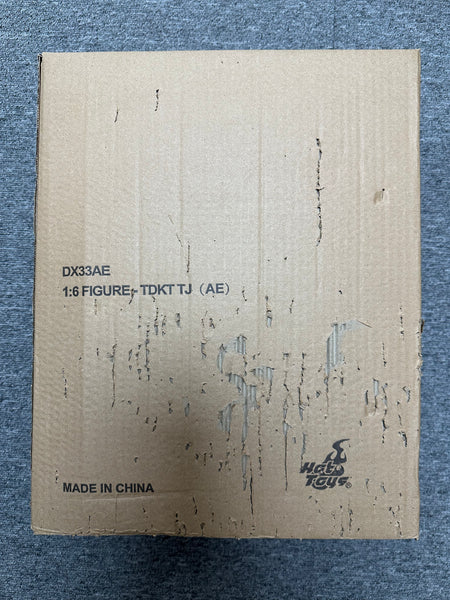 DX33AE
1:6 FIGURE - TDKT TJ（AE）
Hot
Toys®
MADE IN CHINA